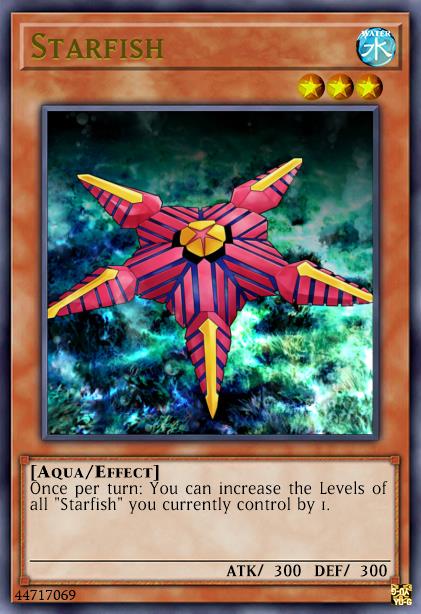 STARFISH
WATER
水
[AQUA/EFFECT]
Once per turn: You can increase the Levels of
all "Starfish" you currently control by 1.
ATK/ 300 DEF/ 300
44717069